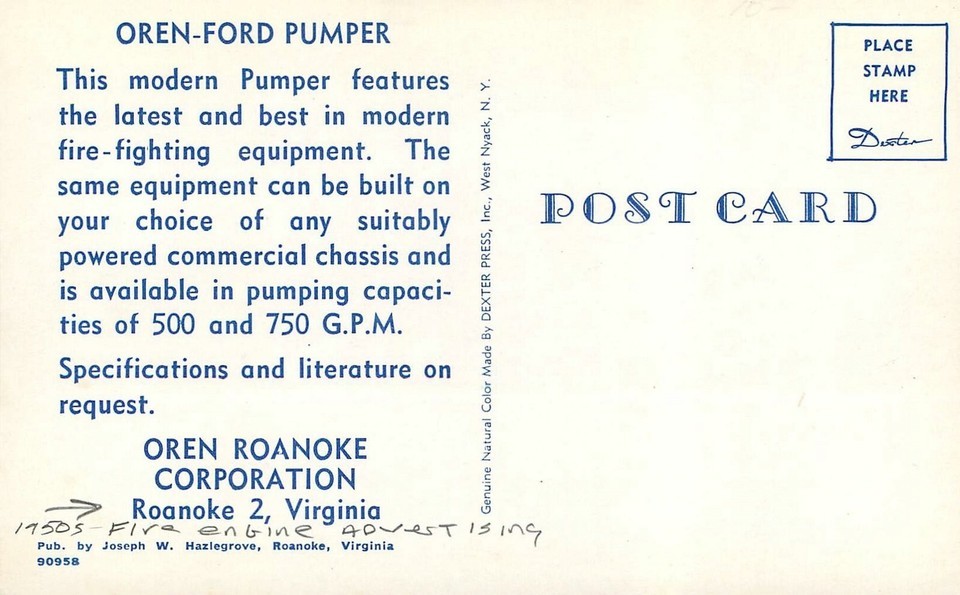 OREN-FORD PUMPER
This modern Pumper features
the latest and best in modern
fire-fighting equipment. The
same equipment can be built on
your choice of any suitably
powered commercial chassis and
is available in pumping capaci-
ties of 500 and 750 G.P.M.
Specifications and literature on
request.
OREN ROANOKE
CORPORATION
Roanoke 2, Virginia
1950s - Fire engine advertising
Pub. by Joseph W. Hazlegrove, Roanoke, Virginia
90958
Genuine Natural Color Made By DEXTER PRESS, Inc., West Nyack, N. Y.
POST CARD
PLACE
STAMP
HERE
Dexter